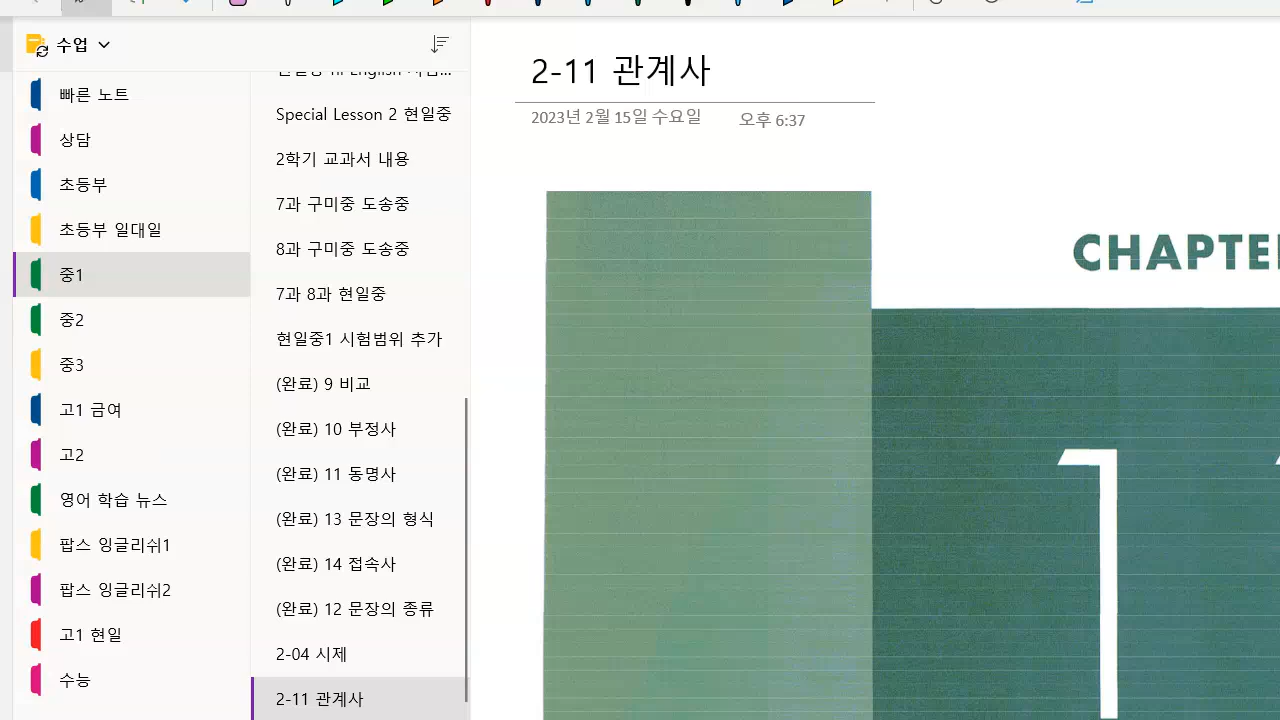 수업
빠른 노트
상담
초등부
초등부 일대일
중1
중2
중3
고1 금여
고2
영어 학습 뉴스
팝스 잉글리쉬1
팝스 잉글리쉬2
고1 현일
수능
Special Lesson 2 현일중
2학기 교과서 내용
7과 구미중 도송중
8과 구미중 도송중
7과 8과 현일중
현일중1 시험범위 추가
(완료) 9 비교
(완료) 10 부정사
(완료) 11 동명사
(완료) 13 문장의 형식
(완료) 14 접속사
(완료) 12 문장의 종류
2-04 시제
2-11 관계사
2-11 관계사
2023년 2월 15일 수요일 오후 6:37
CHAPTE
1